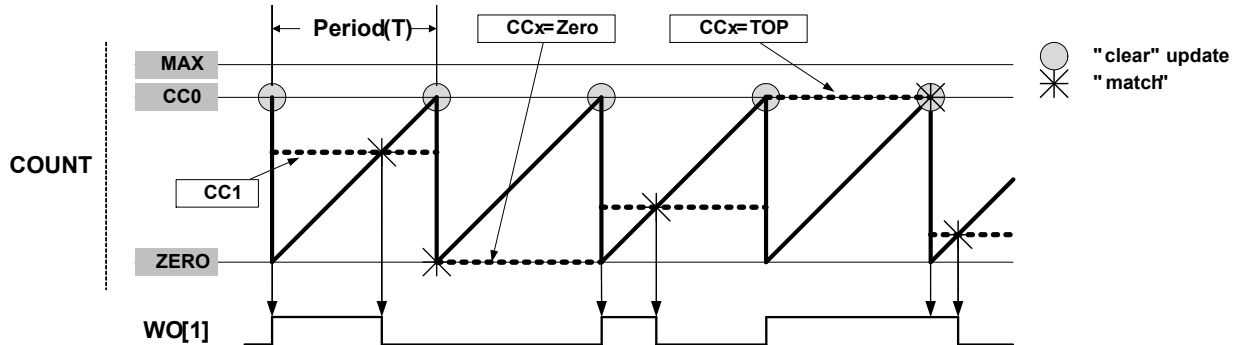 Period(T)
CCx=Zero
CCx=TOP
MAX
"clear" update
CC0
"match"
COUNT
CC1
ZERO
WO[1]